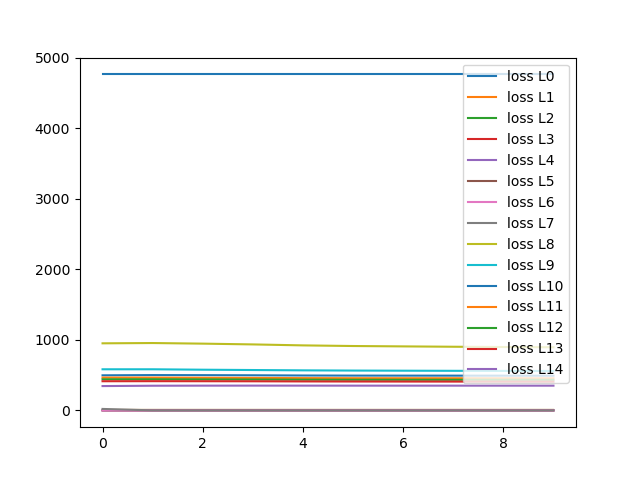 5000
4000
3000
2000
1000
0
0 2 4 6 8
loss L0
loss L1
loss L2
loss L3
loss L4
loss L5
loss L6
loss L7
loss L8
loss L9
loss L10
loss L11
loss L12
loss L13
loss L14